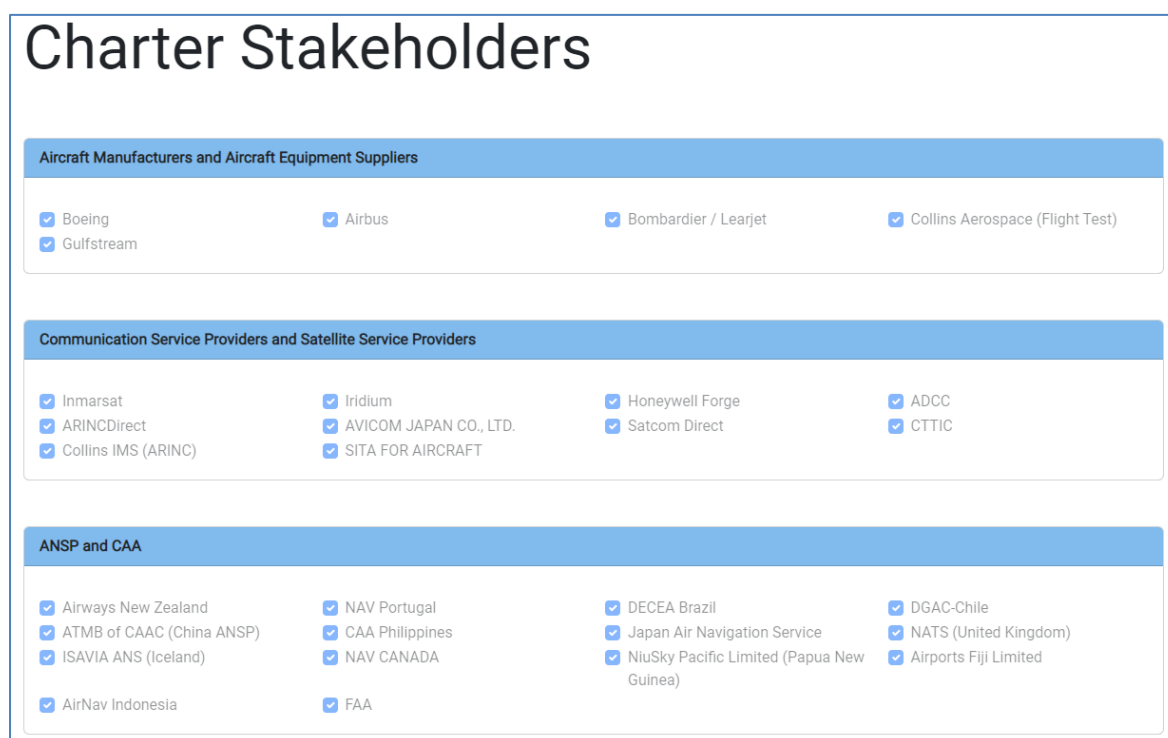 Charter Stakeholders
Aircraft Manufacturers and Aircraft Equipment Suppliers
Boeing Airbus Bombardier / Learjet Collins Aerospace (Flight Test)
Gulfstream
Communication Service Providers and Satellite Service Providers
Inmarsat Iridium Honeywell Forge ADCC
ARINCDirect AVICOM JAPAN CO., LTD. Satcom Direct CTTIC
Collins IMS (ARINC) SITA FOR AIRCRAFT
ANSP and CAA
Airways New Zealand NAV Portugal DECEA Brazil DGAC-Chile
ATMB of CAAC (China ANSP) CAA Philippines Japan Air Navigation Service NATS (United Kingdom)
ISAVIA ANS (Iceland) NAV CANADA NiuSky Pacific Limited (Papua New Airports Fiji Limited
Guinea)
AirNav Indonesia FAA